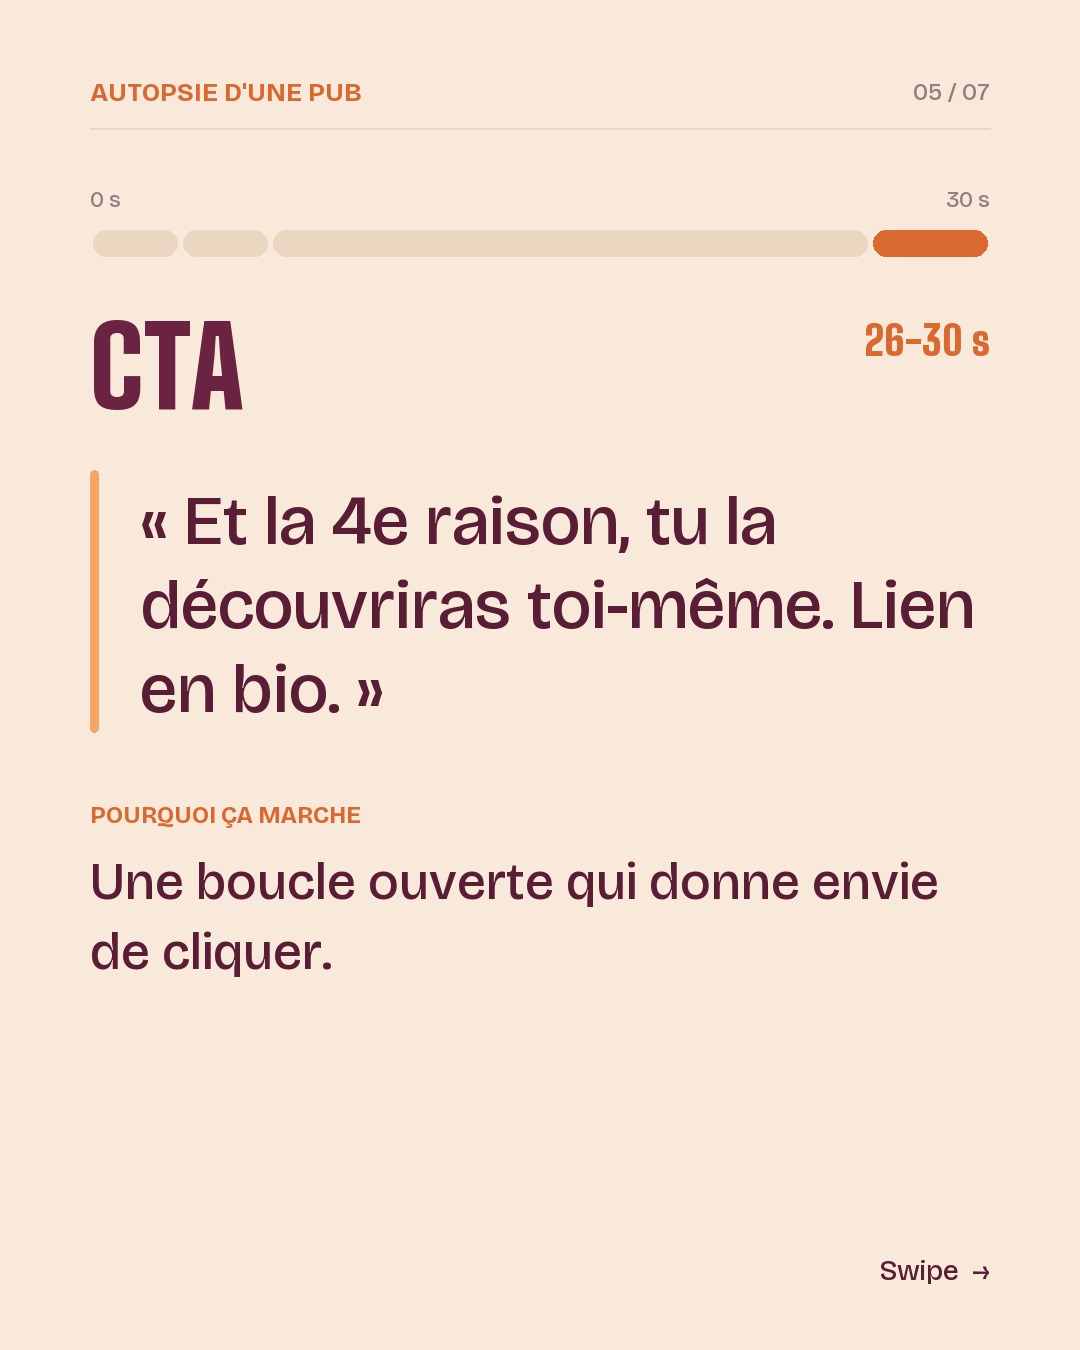 AUTOPSIE D'UNE PUB
05 / 07
0 s
30 s
CTA
26–30 s
« Et la 4e raison, tu la
découvriras toi-même. Lien
en bio. »
POURQUOI ÇA MARCHE
Une boucle ouverte qui donne envie
de cliquer.
Swipe →